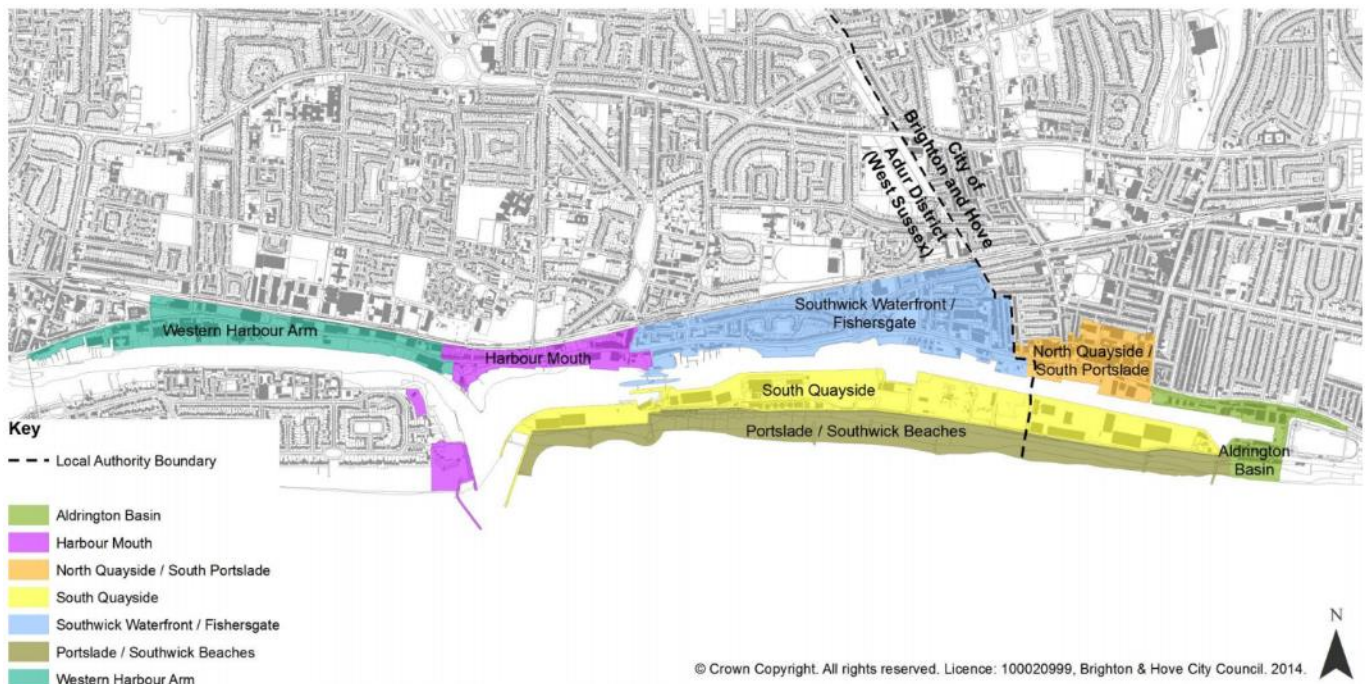 City of
Brighton and Hove
Adur District
(West Sussex)
Southwick Waterfront /
Fishersgate
Western Harbour Arm
Harbour Mouth
North Quayside /
South Portslade
South Quayside
Portslade / Southwick Beaches
Aldrington
Basin
Key
Local Authority Boundary
Aldrington Basin
Harbour Mouth
North Quayside / South Portslade
South Quayside
Southwick Waterfront / Fishersgate
Portslade / Southwick Beaches
Western Harbour Arm
N
© Crown Copyright. All rights reserved. Licence: 100020999, Brighton & Hove City Council. 2014.